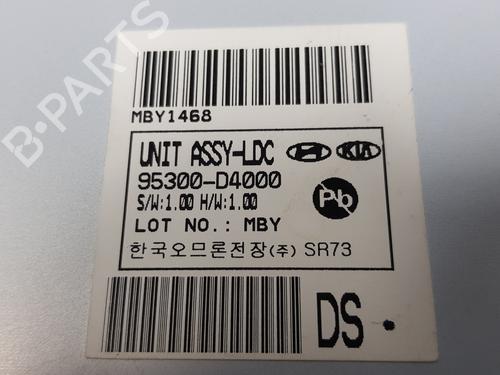 MBY1468
UNIT ASSY-LDC KIA
95300-D4000
S/W:1.00 H/W:1.00
Pb
LOT NO.: MBY
한국오므론전장(주) SR73
DS
B-PARTS